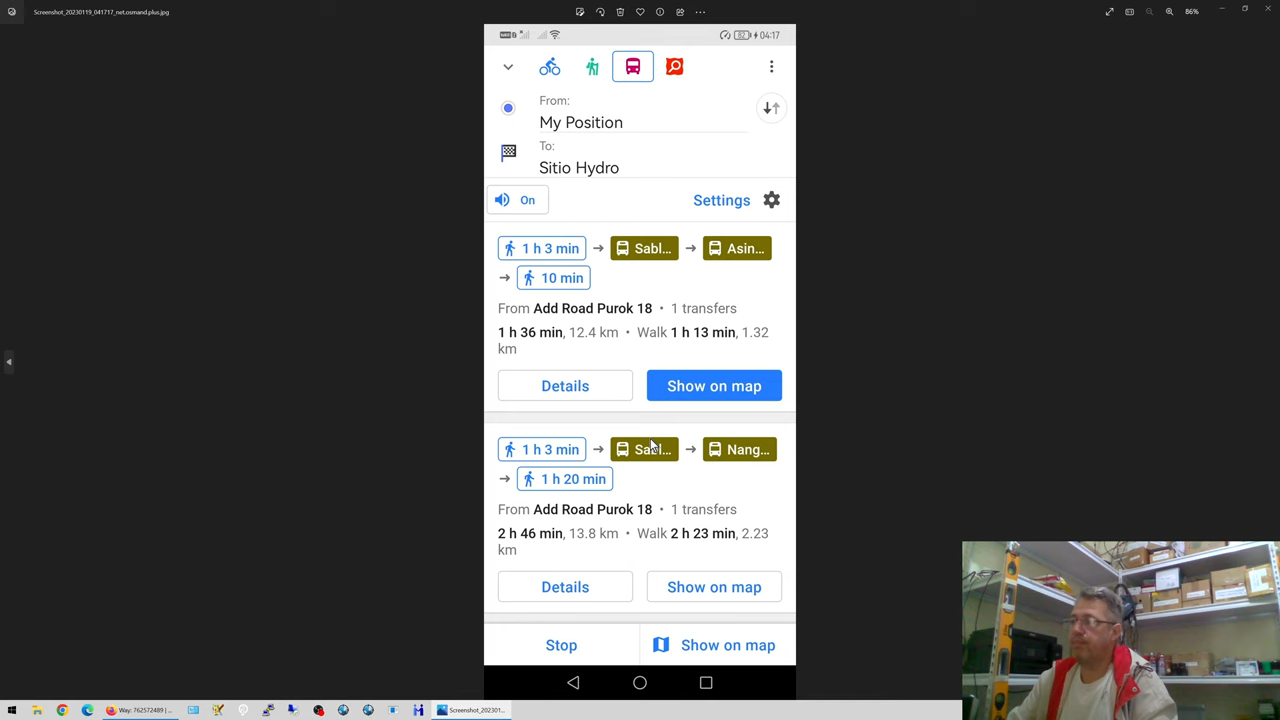 Screenshot_20230119_041717_net.osmand.plus.jpg
86%
82 04:17
From:
My Position
To:
Sitio Hydro
On
Settings
1 h 3 min → Sabl... → Asin...
→ 10 min
From Add Road Purok 18 • 1 transfers
1 h 36 min, 12.4 km • Walk 1 h 13 min, 1.32
km
Details
Show on map
1 h 3 min → Sabl... → Nang...
→ 1 h 20 min
From Add Road Purok 18 • 1 transfers
2 h 46 min, 13.8 km • Walk 2 h 23 min, 2.23
km
Details
Show on map
Stop
Show on map
Way: 762572489 | ...
Screenshot_202301...